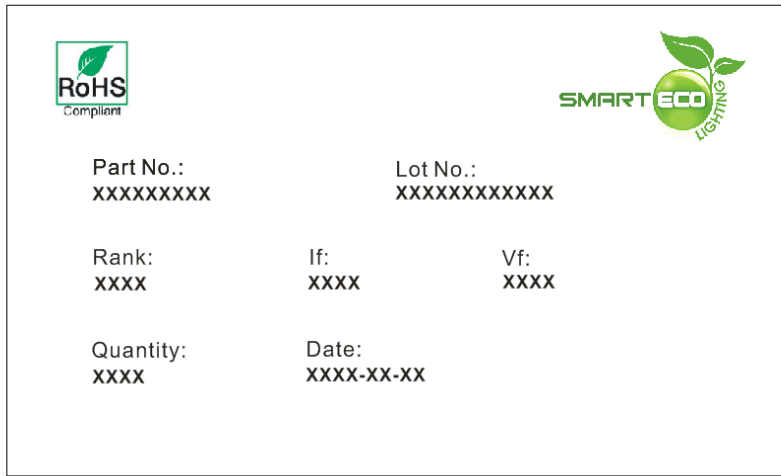 RoHS
Compliant
SMART ECO
LIGHTING
Part No.:
XXXXXXXXX
Lot No.:
XXXXXXXXXXXX
Rank:
XXXX
If:
XXXX
Vf:
XXXX
Quantity:
XXXX
Date:
XXXX-XX-XX